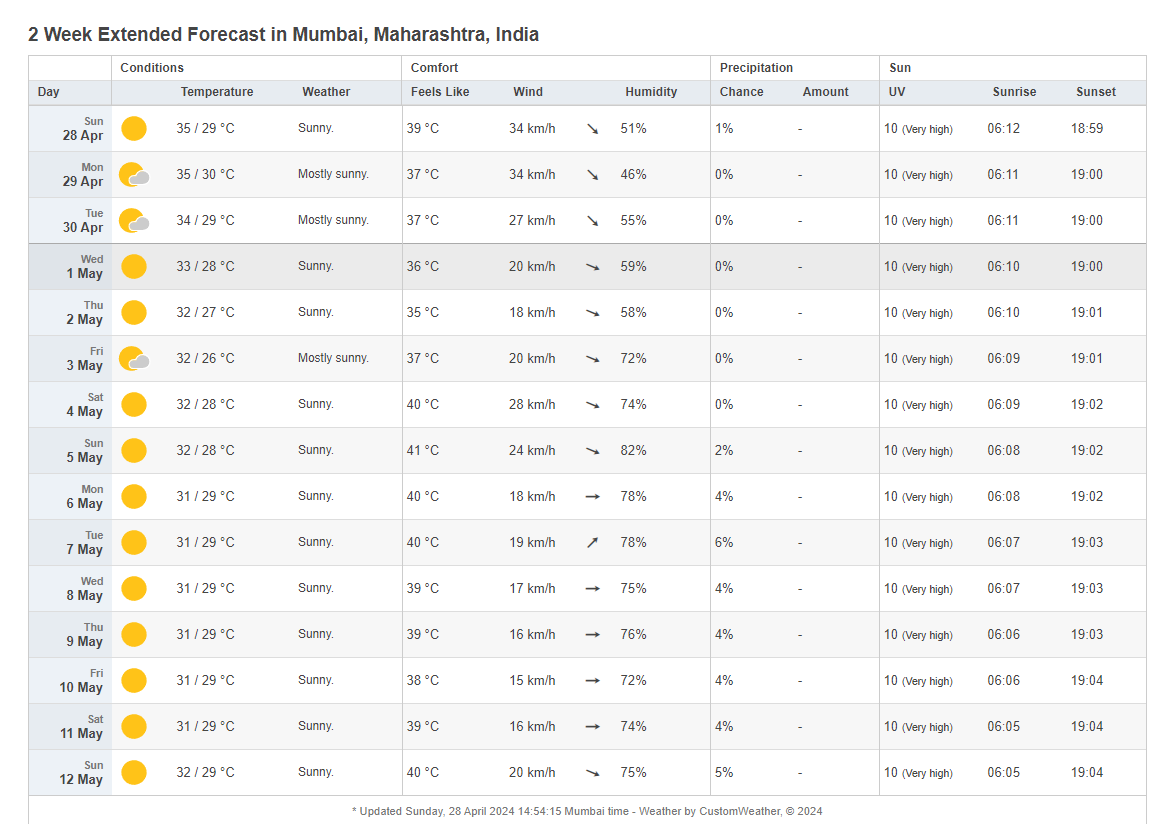 2 Week Extended Forecast in Mumbai, Maharashtra, India
Conditions Comfort Precipitation Sun
Day Temperature Weather Feels Like Wind Humidity Chance Amount UV Sunrise Sunset
Sun
28 Apr 35 / 29 °C Sunny. 39 °C 34 km/h 51% 1% - 10 (Very high) 06:12 18:59
Mon
29 Apr 35 / 30 °C Mostly sunny. 37 °C 34 km/h 46% 0% - 10 (Very high) 06:11 19:00
Tue
30 Apr 34 / 29 °C Mostly sunny. 37 °C 27 km/h 55% 0% - 10 (Very high) 06:11 19:00
Wed
1 May 33 / 28 °C Sunny. 36 °C 20 km/h 59% 0% - 10 (Very high) 06:10 19:00
Thu
2 May 32 / 27 °C Sunny. 35 °C 18 km/h 58% 0% - 10 (Very high) 06:10 19:01
Fri
3 May 32 / 26 °C Mostly sunny. 37 °C 20 km/h 72% 0% - 10 (Very high) 06:09 19:01
Sat
4 May 32 / 28 °C Sunny. 40 °C 28 km/h 74% 0% - 10 (Very high) 06:09 19:02
Sun
5 May 32 / 28 °C Sunny. 41 °C 24 km/h 82% 2% - 10 (Very high) 06:08 19:02
Mon
6 May 31 / 29 °C Sunny. 40 °C 18 km/h 78% 4% - 10 (Very high) 06:08 19:02
Tue
7 May 31 / 29 °C Sunny. 40 °C 19 km/h 78% 6% - 10 (Very high) 06:07 19:03
Wed
8 May 31 / 29 °C Sunny. 39 °C 17 km/h 75% 4% - 10 (Very high) 06:07 19:03
Thu
9 May 31 / 29 °C Sunny. 39 °C 16 km/h 76% 4% - 10 (Very high) 06:06 19:03
Fri
10 May 31 / 29 °C Sunny. 38 °C 15 km/h 72% 4% - 10 (Very high) 06:06 19:04
Sat
11 May 31 / 29 °C Sunny. 39 °C 16 km/h 74% 4% - 10 (Very high) 06:05 19:04
Sun
12 May 32 / 29 °C Sunny. 40 °C 20 km/h 75% 5% - 10 (Very high) 06:05 19:04
* Updated Sunday, 28 April 2024 14:54:15 Mumbai time - Weather by CustomWeather, © 2024